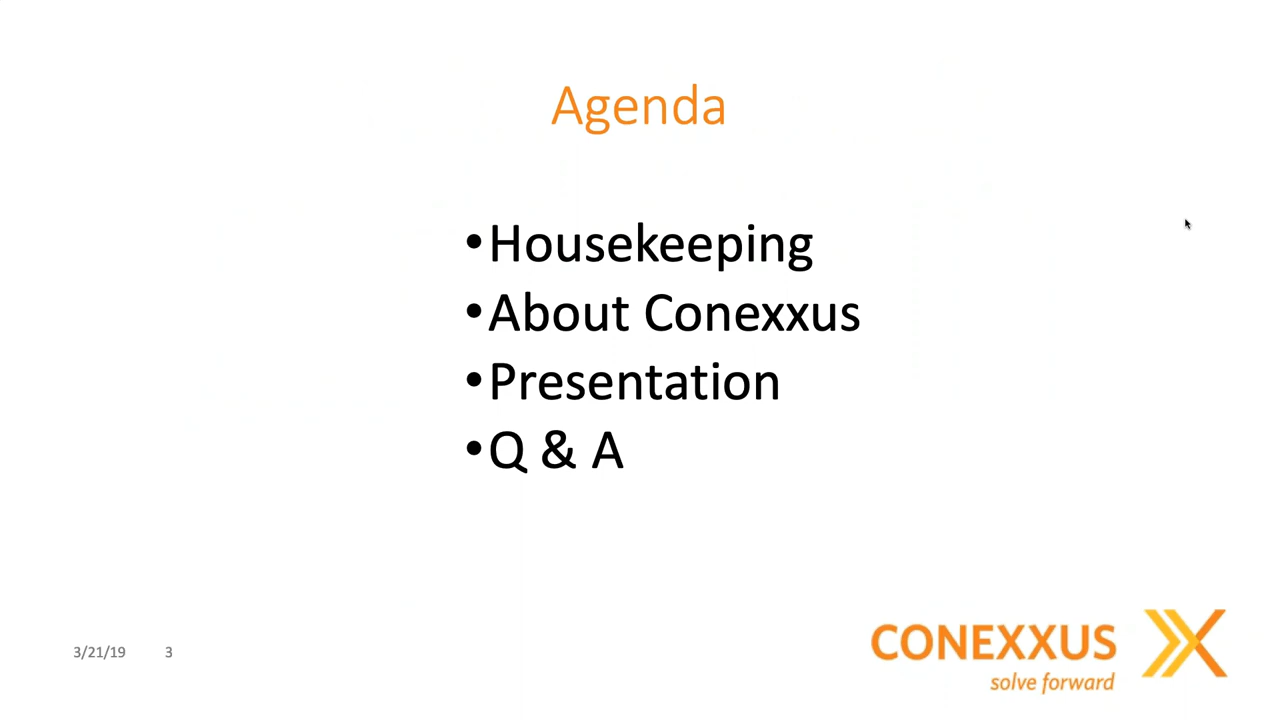 Agenda
•Housekeeping
•About Conexxus
•Presentation
•Q & A
3/21/19 3
CONEXXUS
solve forward